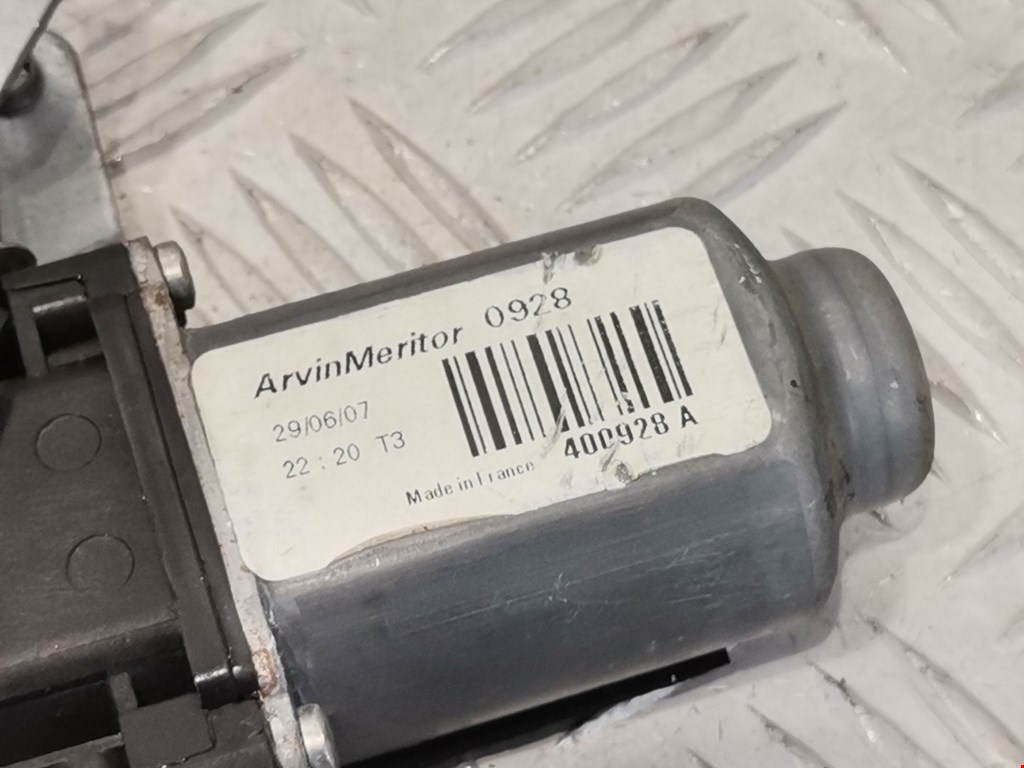 ArvinMeritor 0928
29/06/07
22 : 20 T3
400928 A
Made in France